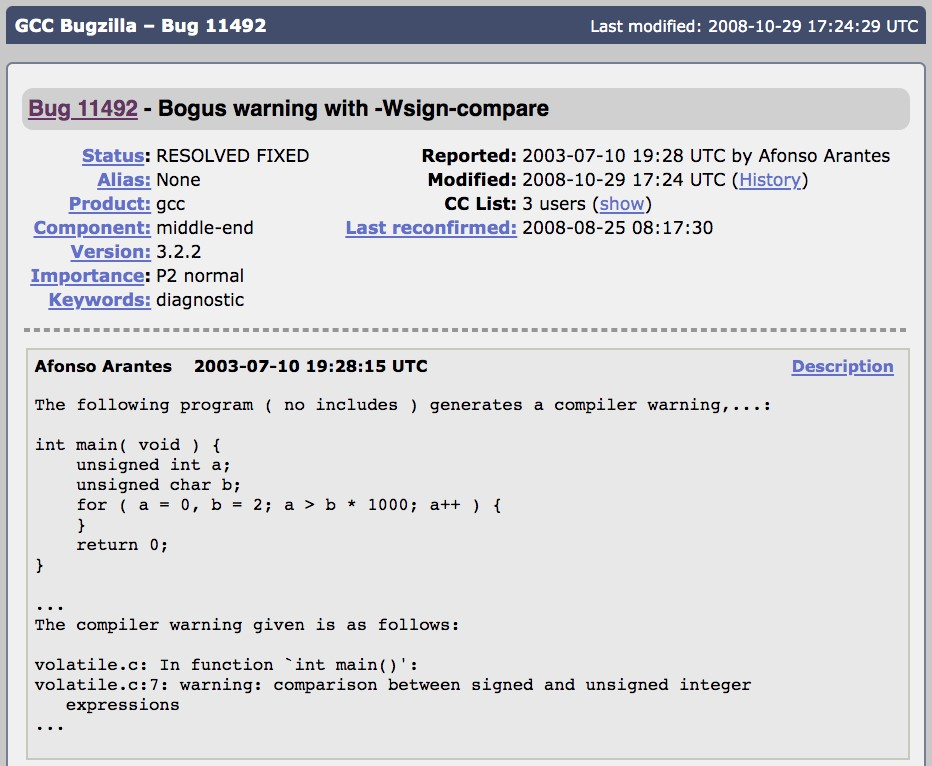 GCC Bugzilla – Bug 11492
Last modified: 2008-10-29 17:24:29 UTC
Bug 11492 - Bogus warning with -Wsign-compare
Status: RESOLVED FIXED
Alias: None
Product: gcc
Component: middle-end
Version: 3.2.2
Importance: P2 normal
Keywords: diagnostic
Reported: 2003-07-10 19:28 UTC by Afonso Arantes
Modified: 2008-10-29 17:24 UTC (History)
CC List: 3 users (show)
Last reconfirmed: 2008-08-25 08:17:30
Afonso Arantes 2003-07-10 19:28:15 UTC
Description
The following program ( no includes ) generates a compiler warning,...:
int main( void ) {
    unsigned int a;
    unsigned char b;
    for ( a = 0, b = 2; a > b * 1000; a++ ) {
    }
    return 0;
}
...
The compiler warning given is as follows:
volatile.c: In function `int main()':
volatile.c:7: warning: comparison between signed and unsigned integer
   expressions
...